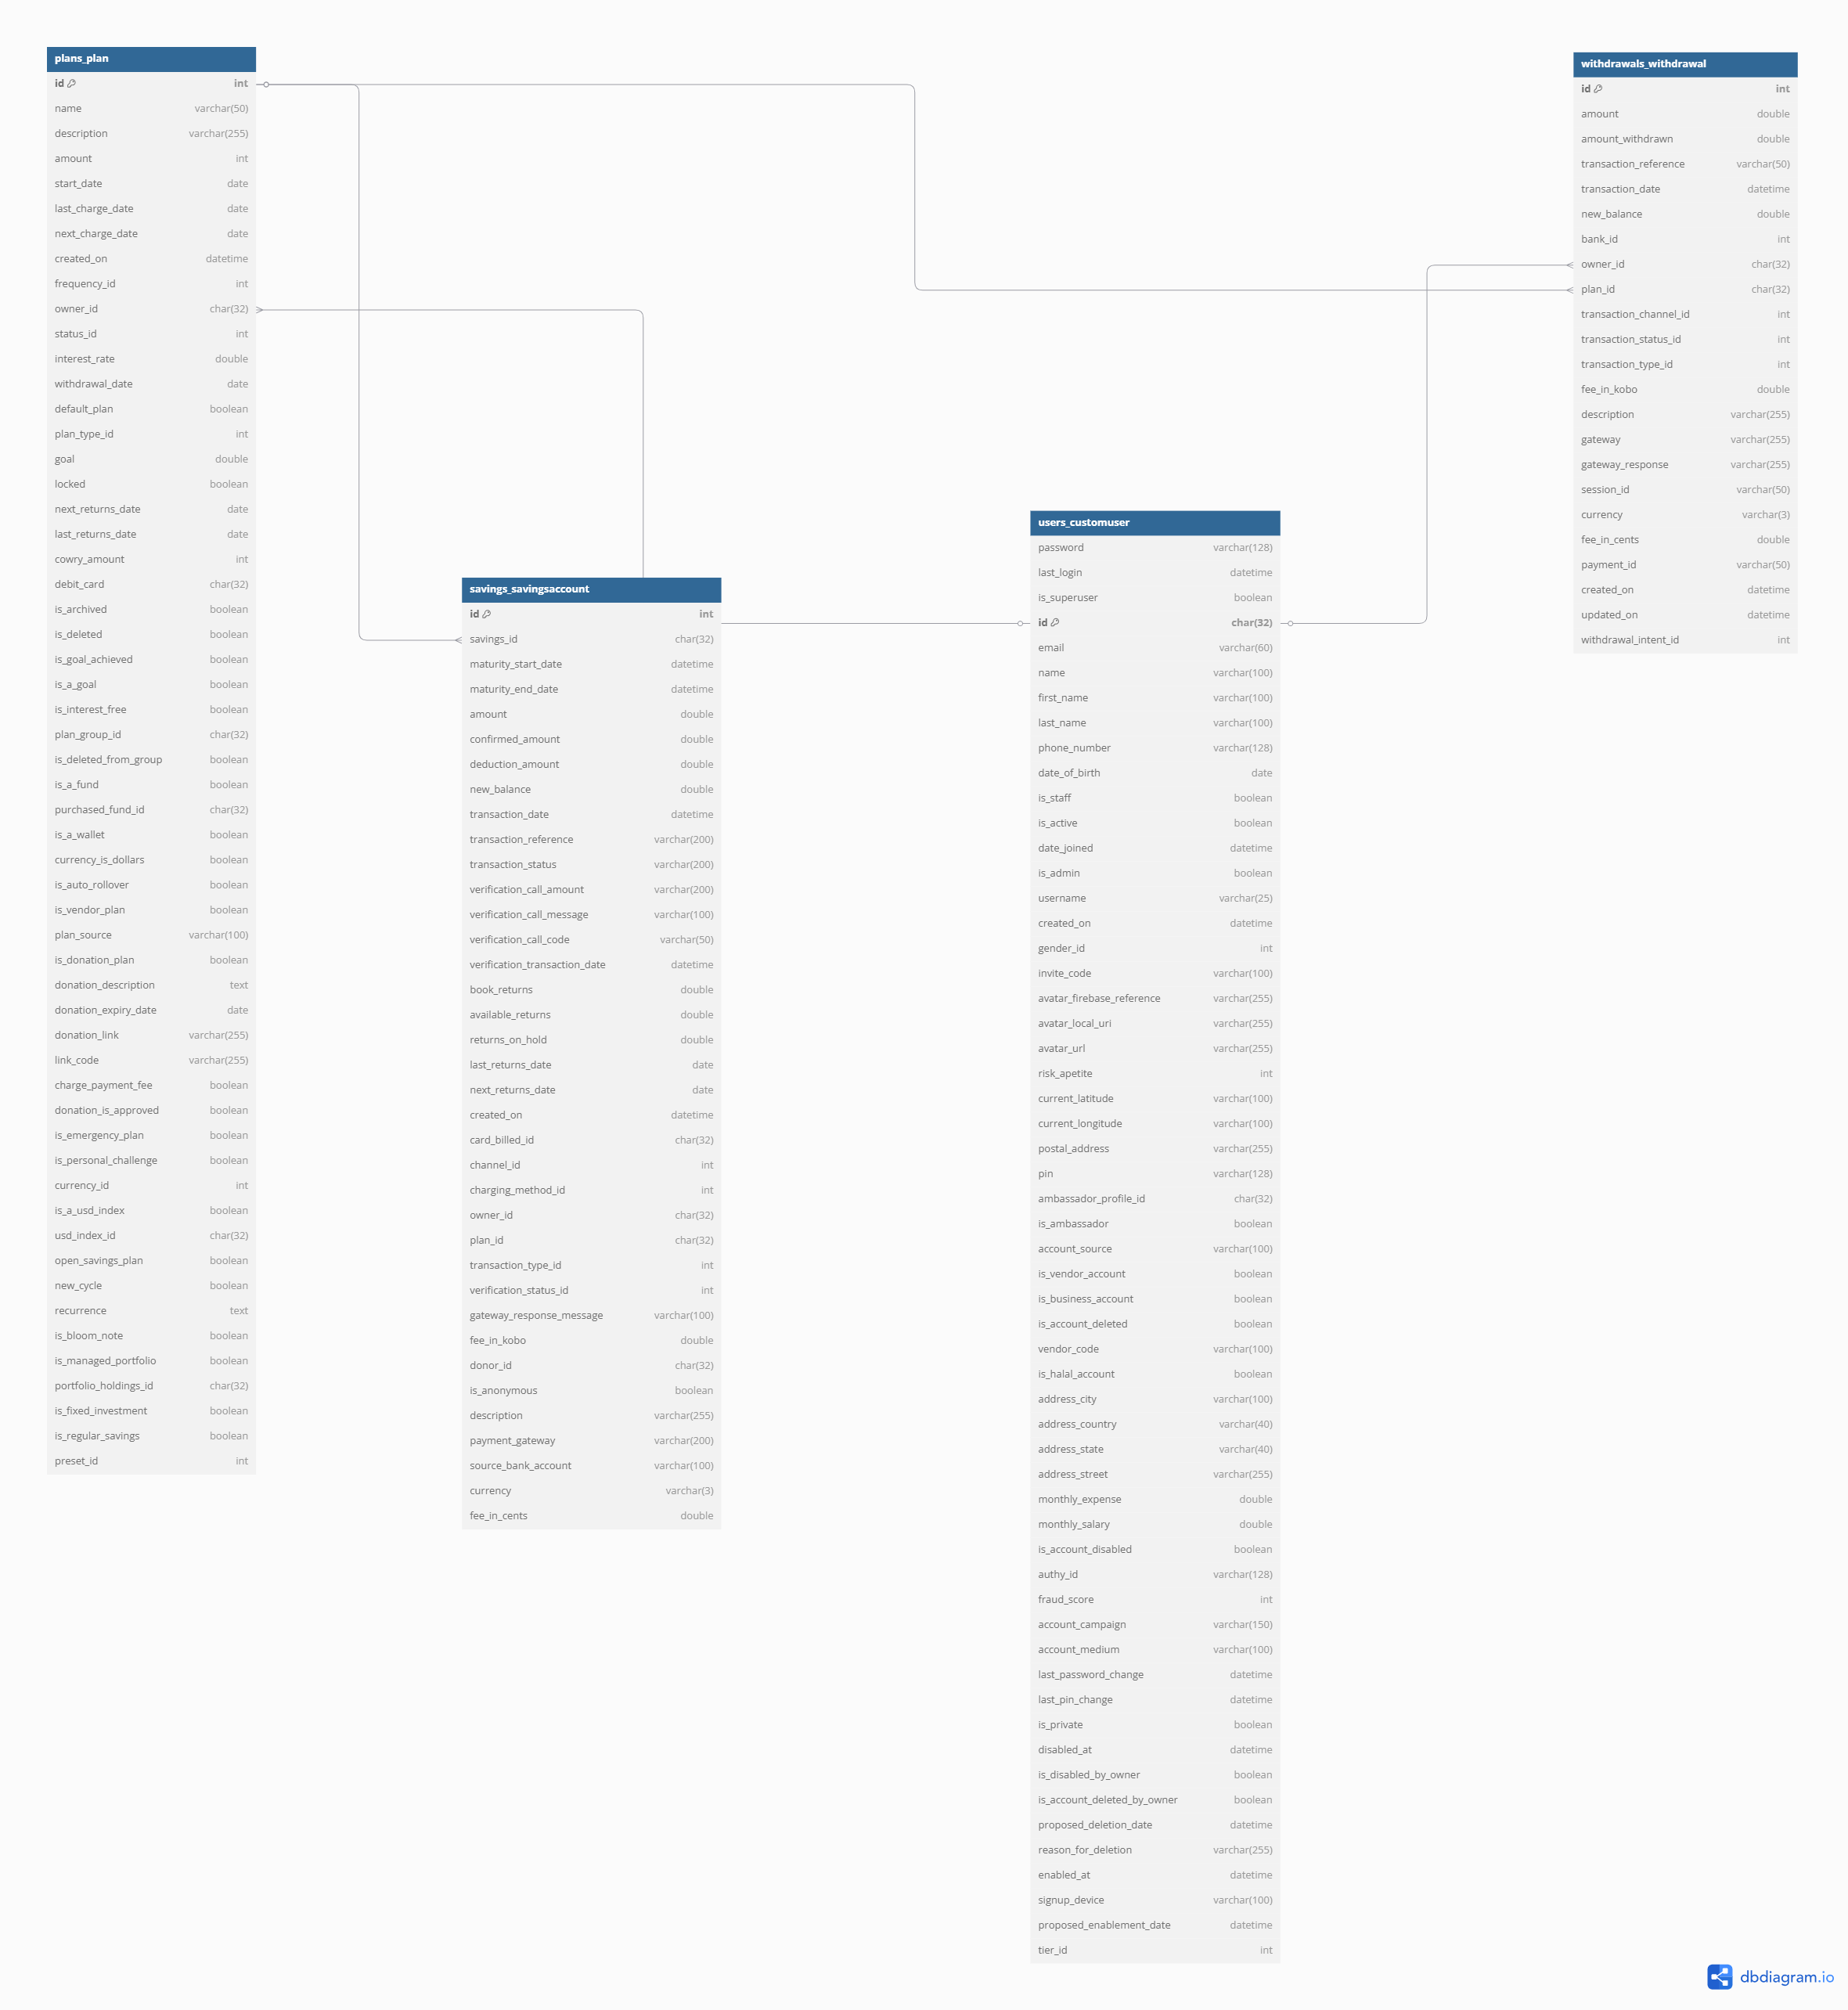 plans_plan
id int
name varchar(50)
description varchar(255)
amount int
start_date date
last_charge_date date
next_charge_date date
created_on datetime
frequency_id int
owner_id char(32)
status_id int
interest_rate double
withdrawal_date date
default_plan boolean
plan_type_id int
goal double
locked boolean
next_returns_date date
last_returns_date date
cowry_amount int
debit_card char(32)
is_archived boolean
is_deleted boolean
is_goal_achieved boolean
is_a_goal boolean
is_interest_free boolean
plan_group_id char(32)
is_deleted_from_group boolean
is_a_fund boolean
purchased_fund_id char(32)
is_a_wallet boolean
currency_is_dollars boolean
is_auto_rollover boolean
is_vendor_plan boolean
plan_source varchar(100)
is_donation_plan boolean
donation_description text
donation_expiry_date date
donation_link varchar(255)
link_code varchar(255)
charge_payment_fee boolean
donation_is_approved boolean
is_emergency_plan boolean
is_personal_challenge boolean
currency_id int
is_a_usd_index boolean
usd_index_id char(32)
open_savings_plan boolean
new_cycle boolean
recurrence text
is_bloom_note boolean
is_managed_portfolio boolean
portfolio_holdings_id char(32)
is_fixed_investment boolean
is_regular_savings boolean
preset_id int
savings_savingsaccount
id int
savings_id char(32)
maturity_start_date datetime
maturity_end_date datetime
amount double
confirmed_amount double
deduction_amount double
new_balance double
transaction_date datetime
transaction_reference varchar(200)
transaction_status varchar(200)
verification_call_amount varchar(200)
verification_call_message varchar(100)
verification_call_code varchar(50)
verification_transaction_date datetime
book_returns double
available_returns double
returns_on_hold double
last_returns_date date
next_returns_date date
created_on datetime
card_billed_id char(32)
channel_id int
charging_method_id int
owner_id char(32)
plan_id char(32)
transaction_type_id int
verification_status_id int
gateway_response_message varchar(100)
fee_in_kobo double
donor_id char(32)
is_anonymous boolean
description varchar(255)
payment_gateway varchar(200)
source_bank_account varchar(100)
currency varchar(3)
fee_in_cents double
users_customuser
password varchar(128)
last_login datetime
is_superuser boolean
id char(32)
email varchar(60)
name varchar(100)
first_name varchar(100)
last_name varchar(100)
phone_number varchar(128)
date_of_birth date
is_staff boolean
is_active boolean
date_joined datetime
is_admin boolean
username varchar(25)
created_on datetime
gender_id int
invite_code varchar(100)
avatar_firebase_reference varchar(255)
avatar_local_uri varchar(255)
avatar_url varchar(255)
risk_apetite int
current_latitude varchar(100)
current_longitude varchar(100)
postal_address varchar(255)
pin varchar(128)
ambassador_profile_id char(32)
is_ambassador boolean
account_source varchar(100)
is_vendor_account boolean
is_business_account boolean
is_account_deleted boolean
vendor_code varchar(100)
is_halal_account boolean
address_city varchar(100)
address_country varchar(40)
address_state varchar(40)
address_street varchar(255)
monthly_expense double
monthly_salary double
is_account_disabled boolean
authy_id varchar(128)
fraud_score int
account_campaign varchar(150)
account_medium varchar(100)
last_password_change datetime
last_pin_change datetime
is_private boolean
disabled_at datetime
is_disabled_by_owner boolean
is_account_deleted_by_owner boolean
proposed_deletion_date datetime
reason_for_deletion varchar(255)
enabled_at datetime
signup_device varchar(100)
proposed_enablement_date datetime
tier_id int
withdrawals_withdrawal
id int
amount double
amount_withdrawn double
transaction_reference varchar(50)
transaction_date datetime
new_balance double
bank_id int
owner_id char(32)
plan_id char(32)
transaction_channel_id int
transaction_status_id int
transaction_type_id int
fee_in_kobo double
description varchar(255)
gateway varchar(255)
gateway_response varchar(255)
session_id varchar(50)
currency varchar(3)
fee_in_cents double
payment_id varchar(50)
created_on datetime
updated_on datetime
withdrawal_intent_id int
dbdiagram.io